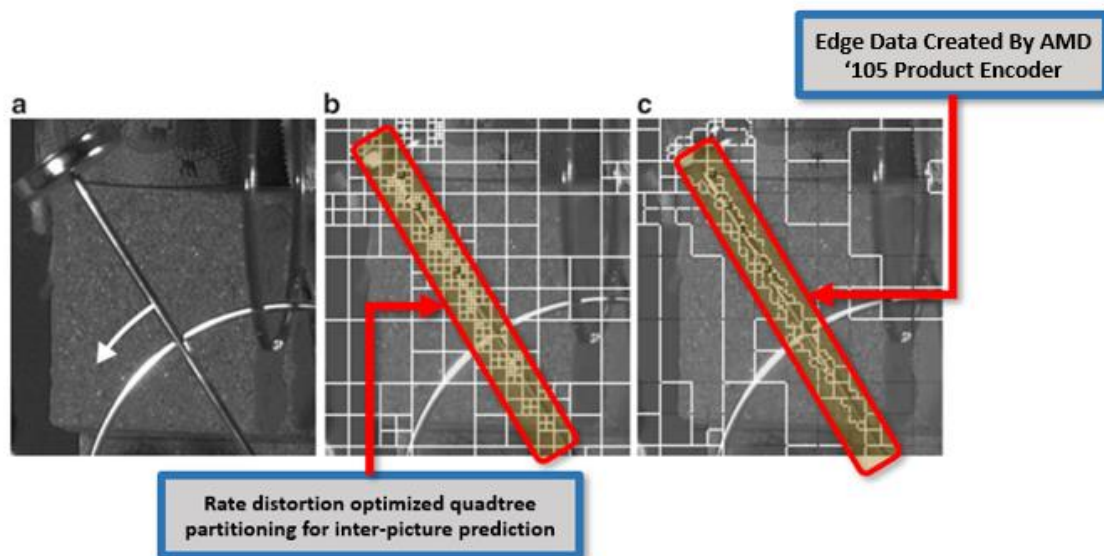 Edge Data Created By AMD
‘105 Product Encoder
a
b
c
Rate distortion optimized quadtree
partitioning for inter-picture prediction